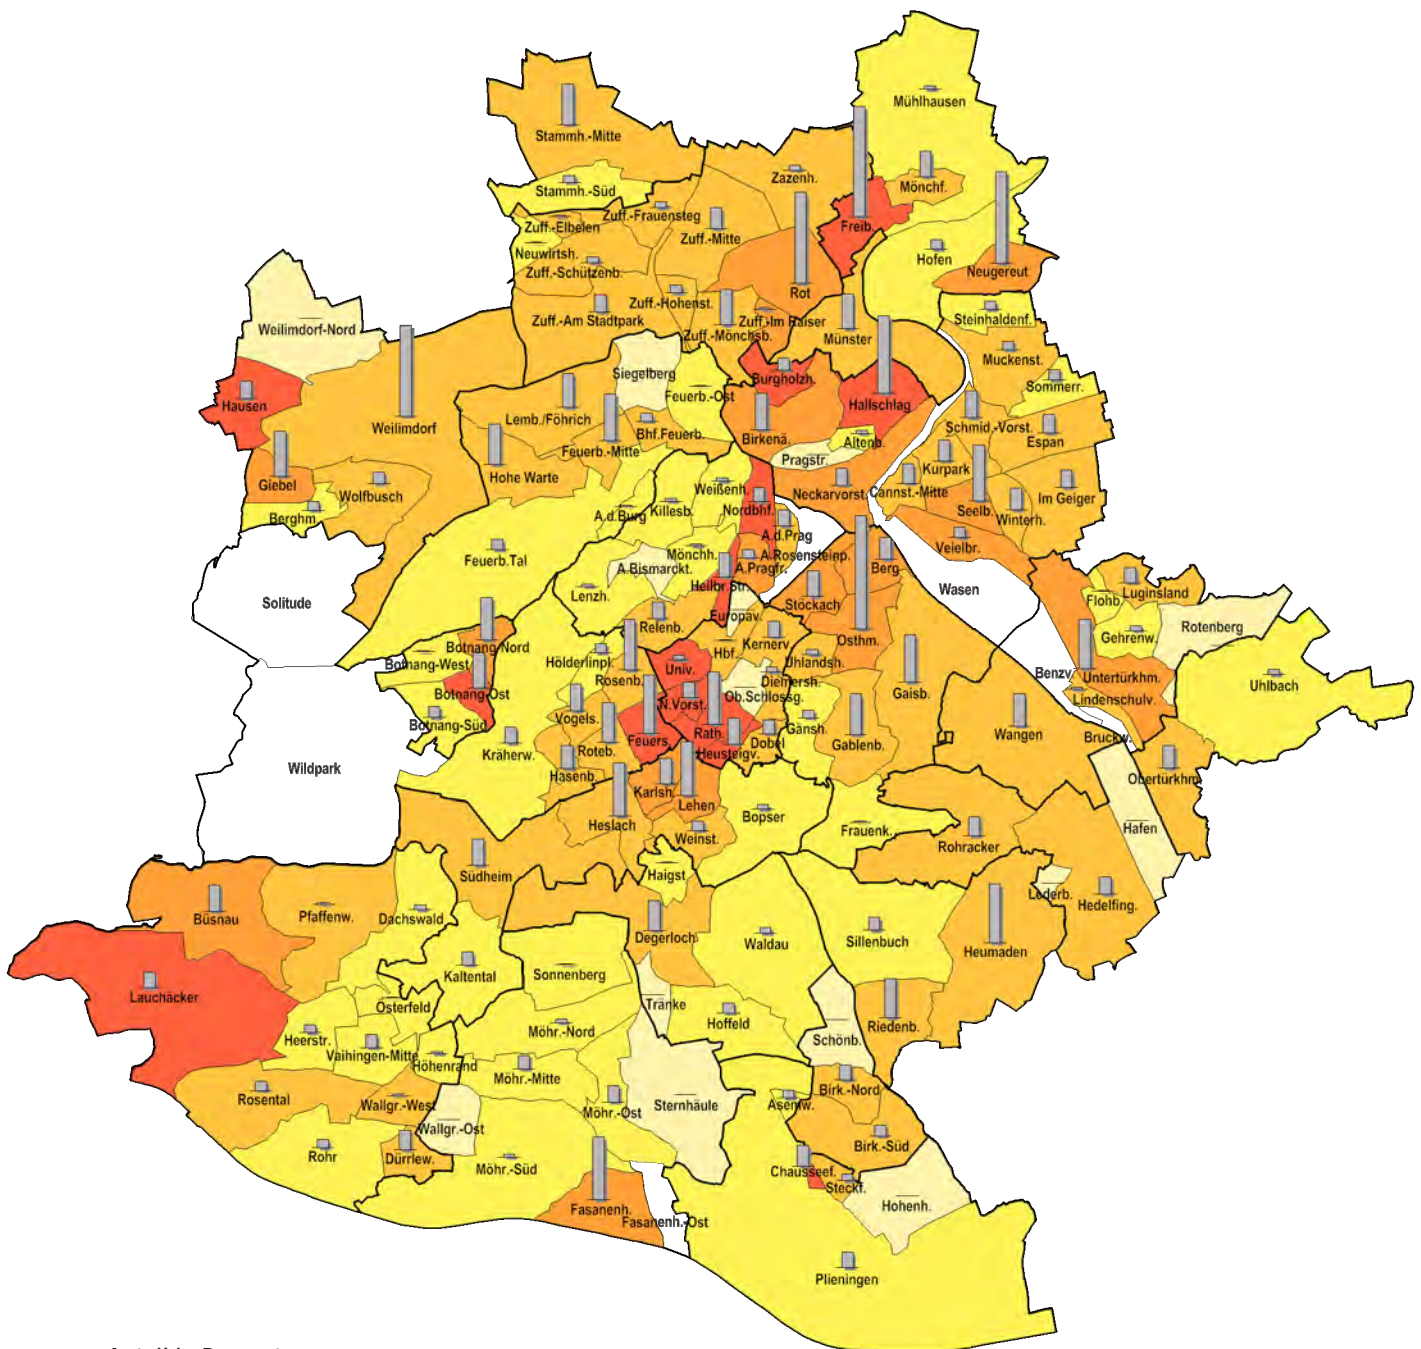 Mühlhausen
Stammh.-Mitte
Zazenh.
Mönchf.
Stammh.-Süd
Zuff.-Frauensteg
Zuff.-Elbelen
Freib.
Zuff.-Mitte
Neuwirtsh.
Hofen
Zuff.-Schützenb.
Neugereut
Rot
Zuff.-Hohenst.
Zuff.-Am Stadtpark
Zuff.-Im Raiser
Steinhaldenf.
Weilimdorf-Nord
Zuff.-Mönchsb.
Münster
Muckenst.
Siegelberg
Burgholzh.
Sommerr.
Feuerb.-Ost
Hausen
Hallschlag
Lemb./Föhrich
Weilimdorf
Schmid.-Vorst.
Bhf.Feuerb.
Birkenä.
Altenb.
Espan
Feuerb.-Mitte
Pragstr.
Kurpark
Giebel
Hohe Warte
Wolfbusch
Weißenh.
Neckarvorst.
Cannst.-Mitte
Im Geiger
Killesb.
Nordbhf.
Seelb.
Berghm.
A.d.Burg
Winterh.
A.d.Prag
Veielbr.
Mönchh.
A.Rosensteinp.
Feuerb.Tal
A.Bismarckt.
A.Pragfr.
Berg
Heilbr.Str.
Wasen
Lenzh.
Luginsland
Solitude
Stöckach
Flohb.
Europav.
Relenb.
Rotenberg
Kernerv.
Osthm.
Gehrenw.
Botnang-Nord
Hbf.
Botnang-West
Hölderlinpl.
Uhlandsh.
Univ.
Benzv.
Rosenb.
Diemersh.
Untertürkhm.
Uhlbach
Botnang-Ost
Ob.Schlossg.
Gaisb.
N.Vorst.
Lindenschulv.
Vogels.
Botnang-Süd
Gänsh.
Rath.
Wangen
Feuers.
Dobel
Gablenb.
Bruckw.
Roteb.
Kräherw.
Heusteigv.
Wildpark
Hasenb.
Obertürkhm.
Karlsh.
Lehen
Bopser
Heslach
Hafen
Frauenk.
Weinst.
Rohracker
Haigst
Südheim
Lederb.
Hedelfing.
Pfaffenw.
Büsnau
Dachswald
Degerloch
Waldau
Sillenbuch
Heumaden
Sonnenberg
Kaltental
Lauchäcker
Tränke
Österfeld
Hoffeld
Riedenb.
Möhr.-Nord
Heerstr.
Schönb.
Vaihingen-Mitte
Höhenrand
Möhr.-Mitte
Birk.-Nord
Rosental
Wallgr.-West
Sternhäule
Asemw.
Möhr.-Ost
Wallgr.-Ost
Birk.-Süd
Rohr
Dürrlew.
Möhr.-Süd
Chausseef.
Steckf.
Hohenh.
Fasanenh.
Fasanenh.-Ost
Plieningen